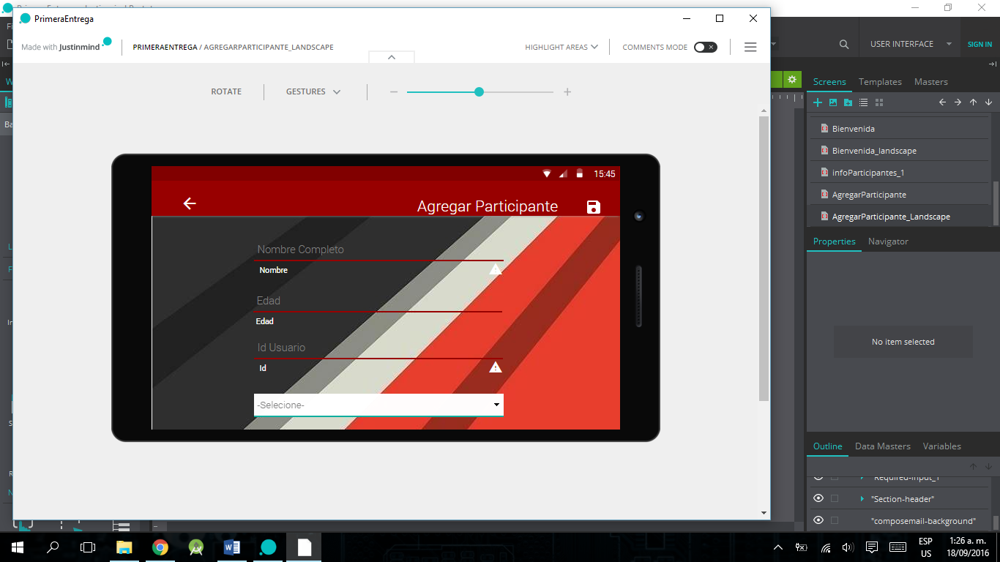 PrimeraEntrega
Made with Justinmind
PRIMERAENTREGA / AGREGARPARTICIPANTE_LANDSCAPE
HIGHLIGHT AREAS
COMMENTS MODE
ROTATE
GESTURES
15:45
Agregar Participante
Nombre Completo
Nombre
Edad
Edad
Id Usuario
Id
-Selecione-
USER INTERFACE
SIGN IN
Screens Templates Masters
Bienvenida
Bienvenida_landscape
infoParticipantes_1
AgregarParticipante
AgregarParticipante_Landscape
Properties Navigator
No item selected
Outline Data Masters Variables
"Required-input_1"
"Section-header"
"composemail-background"
ESP
US
1:26 a. m.
18/09/2016